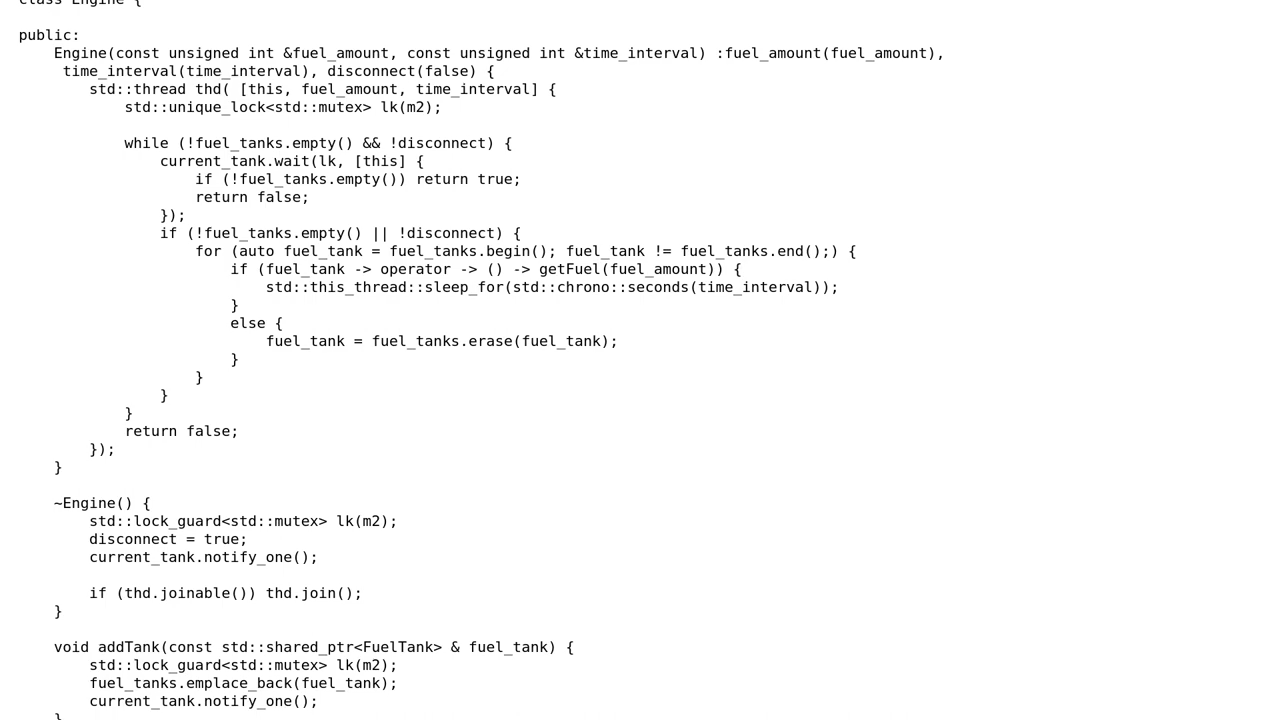 class Engine {
public:
    Engine(const unsigned int &fuel_amount, const unsigned int &time_interval) :fuel_amount(fuel_amount),
     time_interval(time_interval), disconnect(false) {
        std::thread thd( [this, fuel_amount, time_interval] {
            std::unique_lock<std::mutex> lk(m2);
            while (!fuel_tanks.empty() && !disconnect) {
                current_tank.wait(lk, [this] {
                    if (!fuel_tanks.empty()) return true;
                    return false;
                });
                if (!fuel_tanks.empty() || !disconnect) {
                    for (auto fuel_tank = fuel_tanks.begin(); fuel_tank != fuel_tanks.end();) {
                        if (fuel_tank -> operator -> () -> getFuel(fuel_amount)) {
                            std::this_thread::sleep_for(std::chrono::seconds(time_interval));
                        }
                        else {
                            fuel_tank = fuel_tanks.erase(fuel_tank);
                        }
                    }
                }
            }
            return false;
        });
    }
    ~Engine() {
        std::lock_guard<std::mutex> lk(m2);
        disconnect = true;
        current_tank.notify_one();
        if (thd.joinable()) thd.join();
    }
    void addTank(const std::shared_ptr<FuelTank> & fuel_tank) {
        std::lock_guard<std::mutex> lk(m2);
        fuel_tanks.emplace_back(fuel_tank);
        current_tank.notify_one();
    }